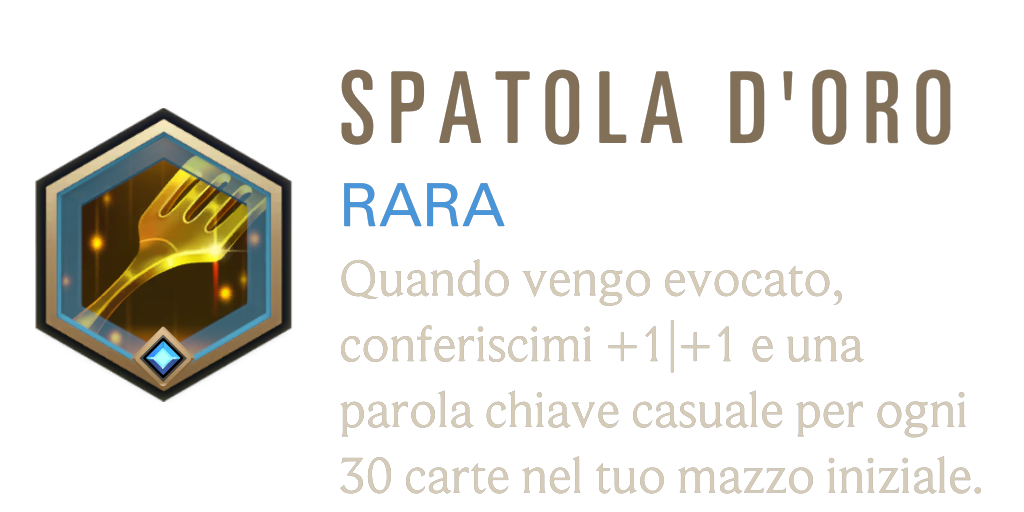 SPATOLA D'ORO
RARA
Quando vengo evocato,
conferiscimi +1|+1 e una
parola chiave casuale per ogni
30 carte nel tuo mazzo iniziale.